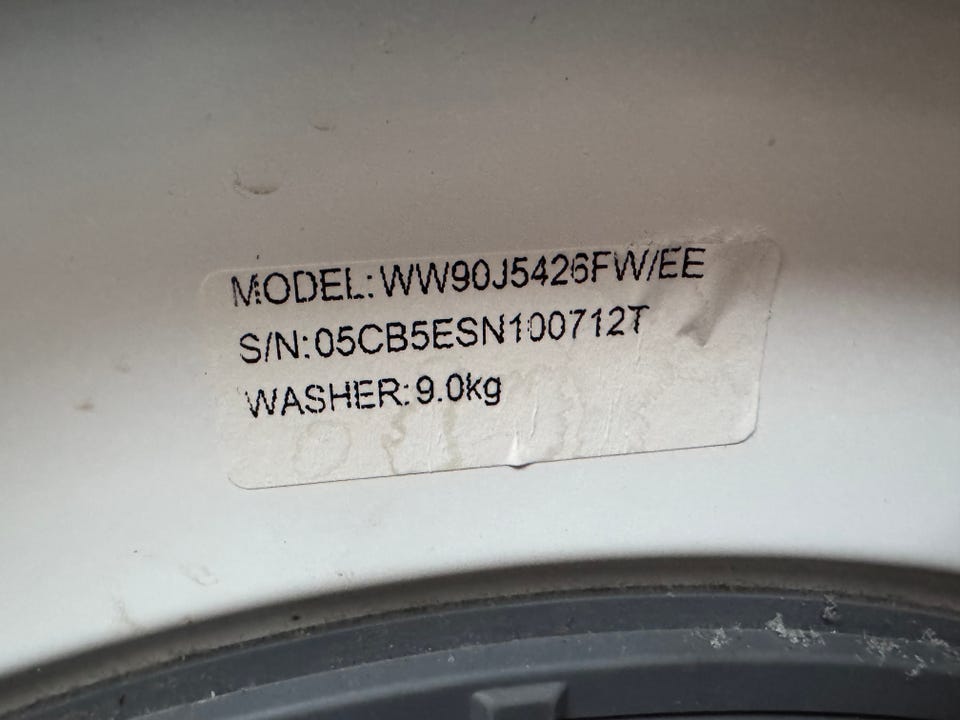 MODEL:WW90J5426FW/EE
S/N:05CB5ESN100712T
WASHER:9.0kg